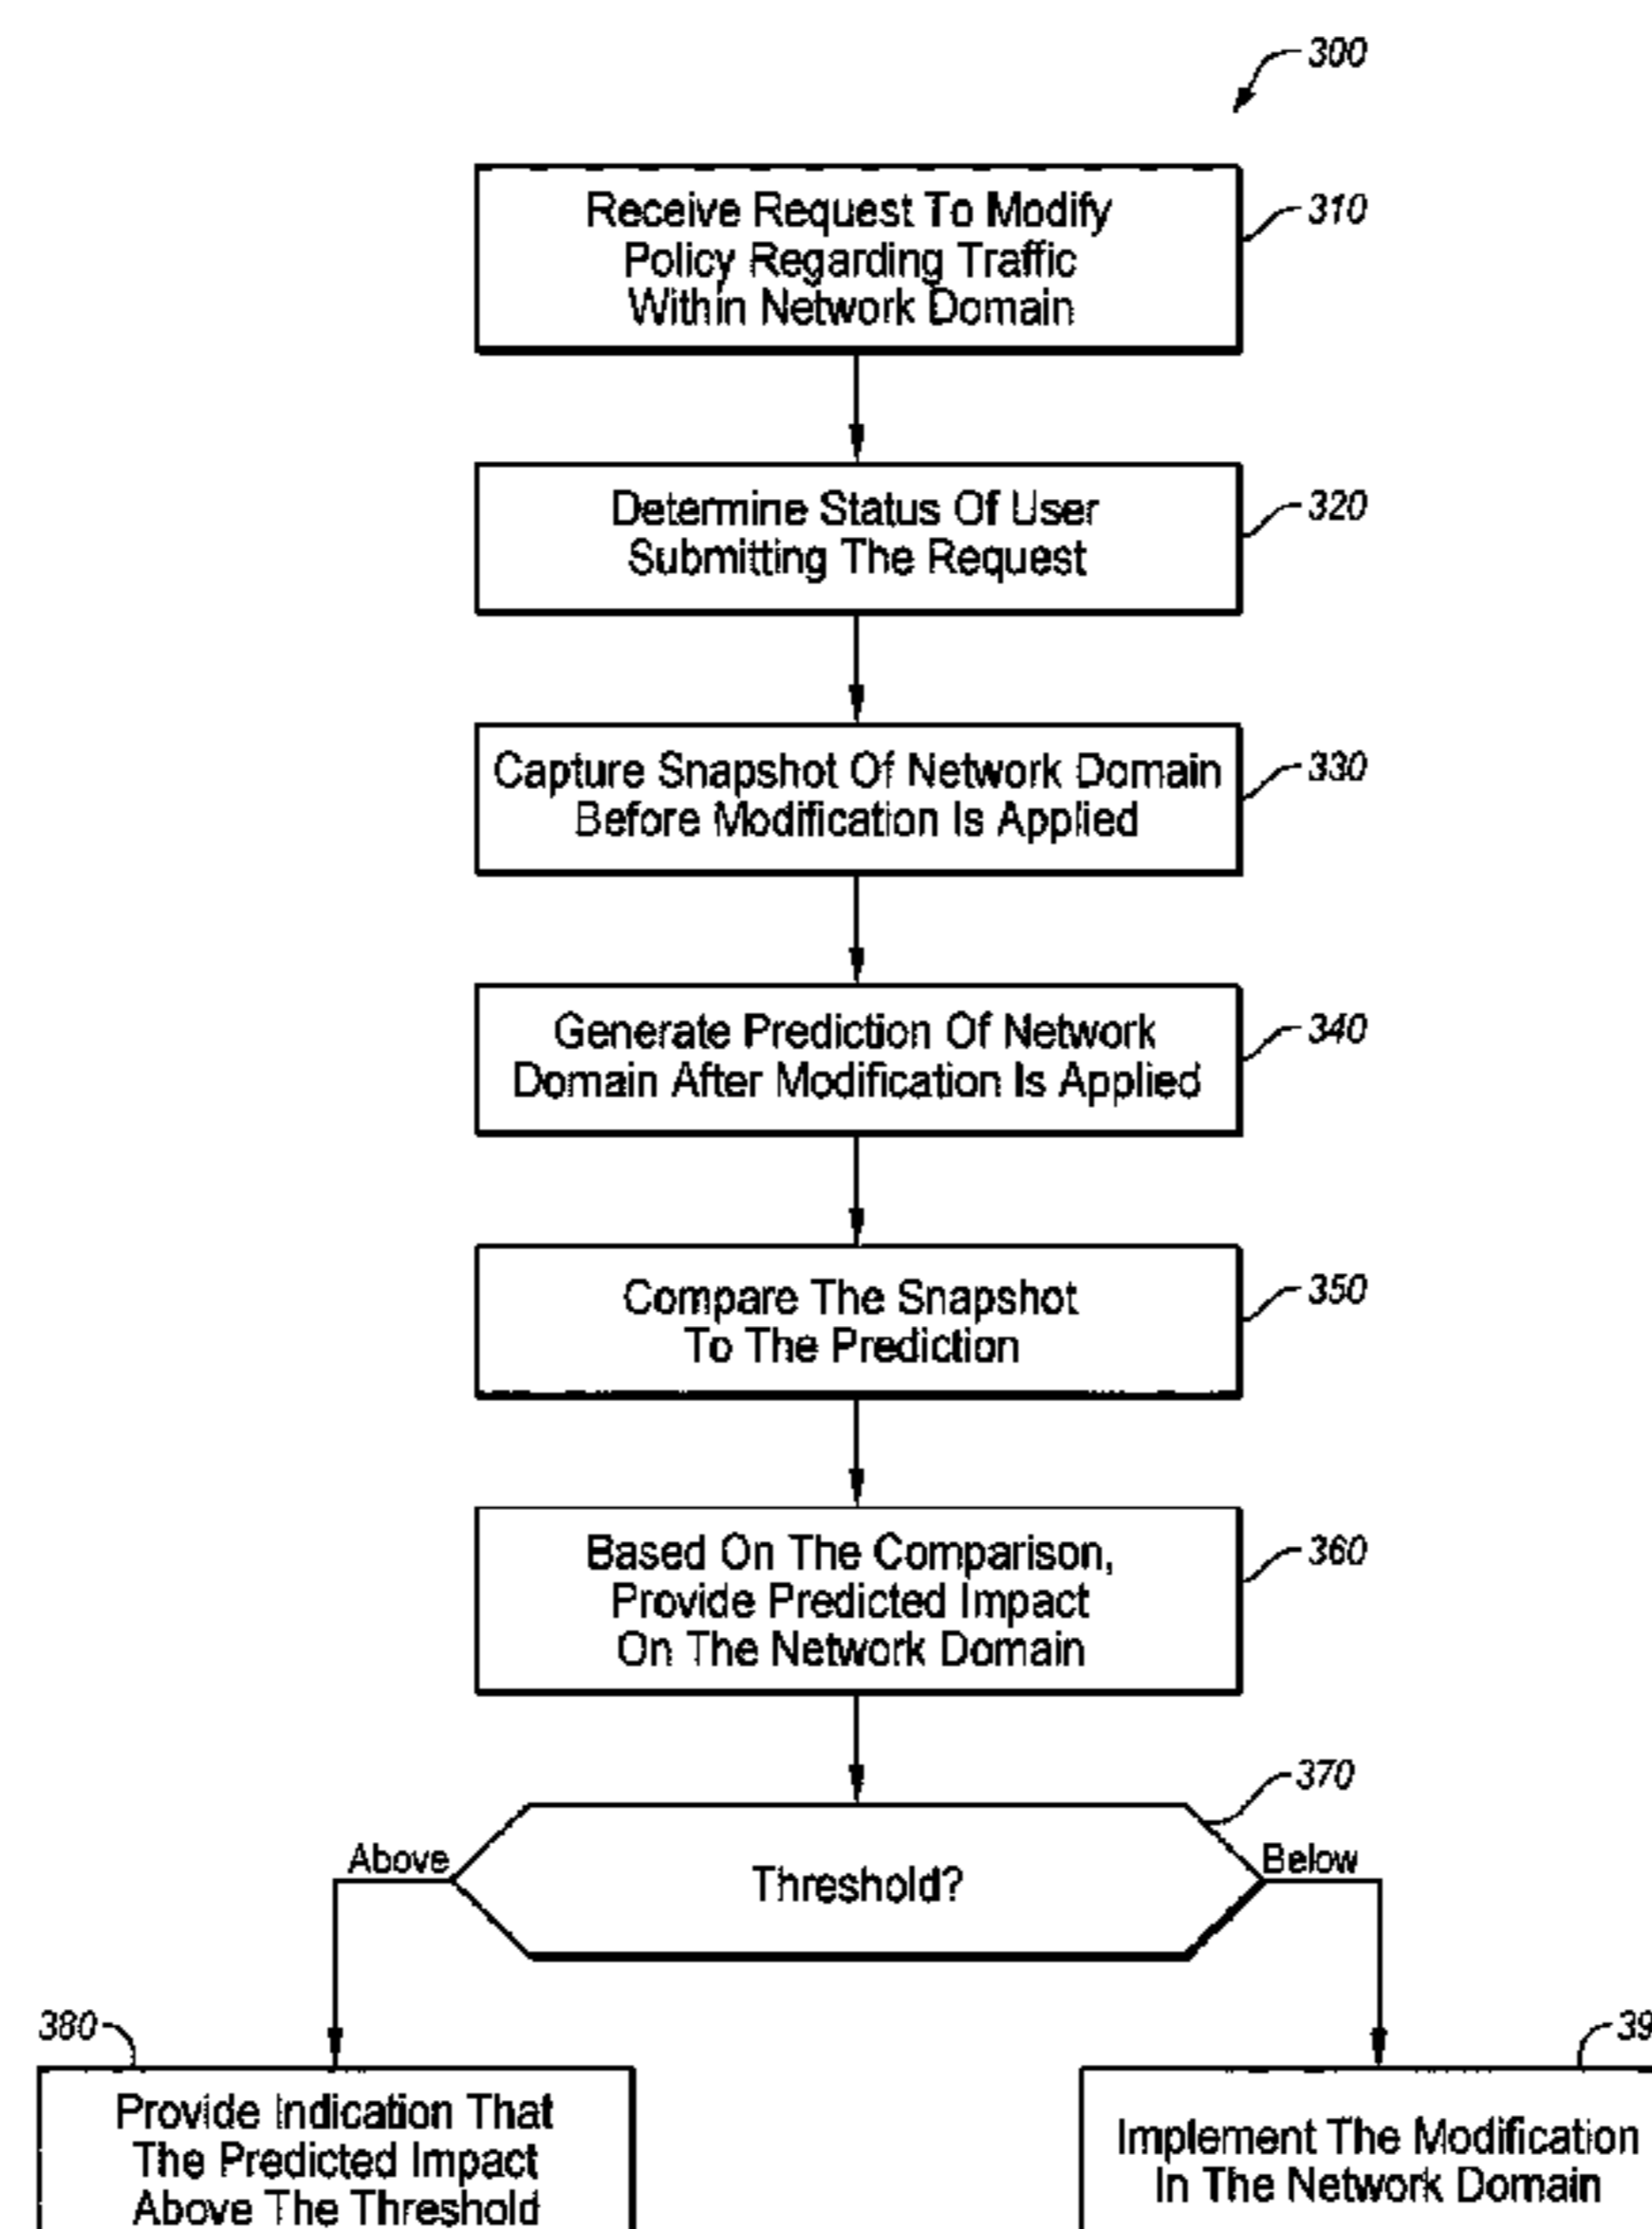 300
Receive Request To Modify
Policy Regarding Traffic
Within Network Domain
310
Determine Status Of User
Submitting The Request
320
Capture Snapshot Of Network Domain
Before Modification Is Applied
330
Generate Prediction Of Network
Domain After Modification Is Applied
340
Compare The Snapshot
To The Prediction
350
Based On The Comparison,
Provide Predicted Impact
On The Network Domain
360
370
Above
Threshold?
Below
380
Provide Indication That
The Predicted Impact
Above The Threshold
39
Implement The Modification
In The Network Domain